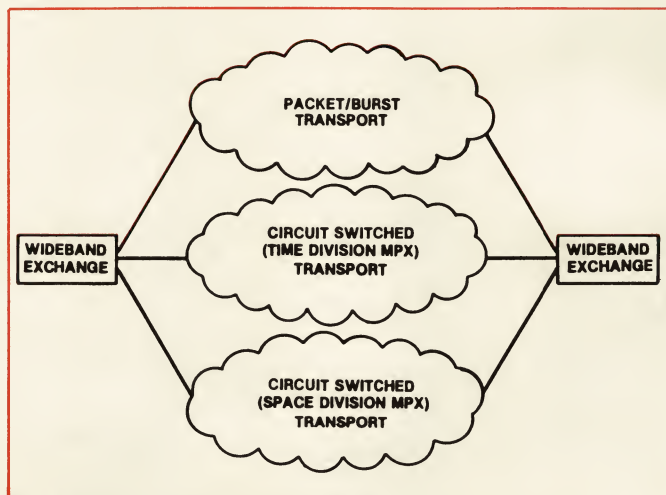 PACKET/BURST
TRANSPORT
WIDEBAND
EXCHANGE
CIRCUIT SWITCHED
(TIME DIVISION MPX)
TRANSPORT
WIDEBAND
EXCHANGE
CIRCUIT SWITCHED
(SPACE DIVISION MPX)
TRANSPORT